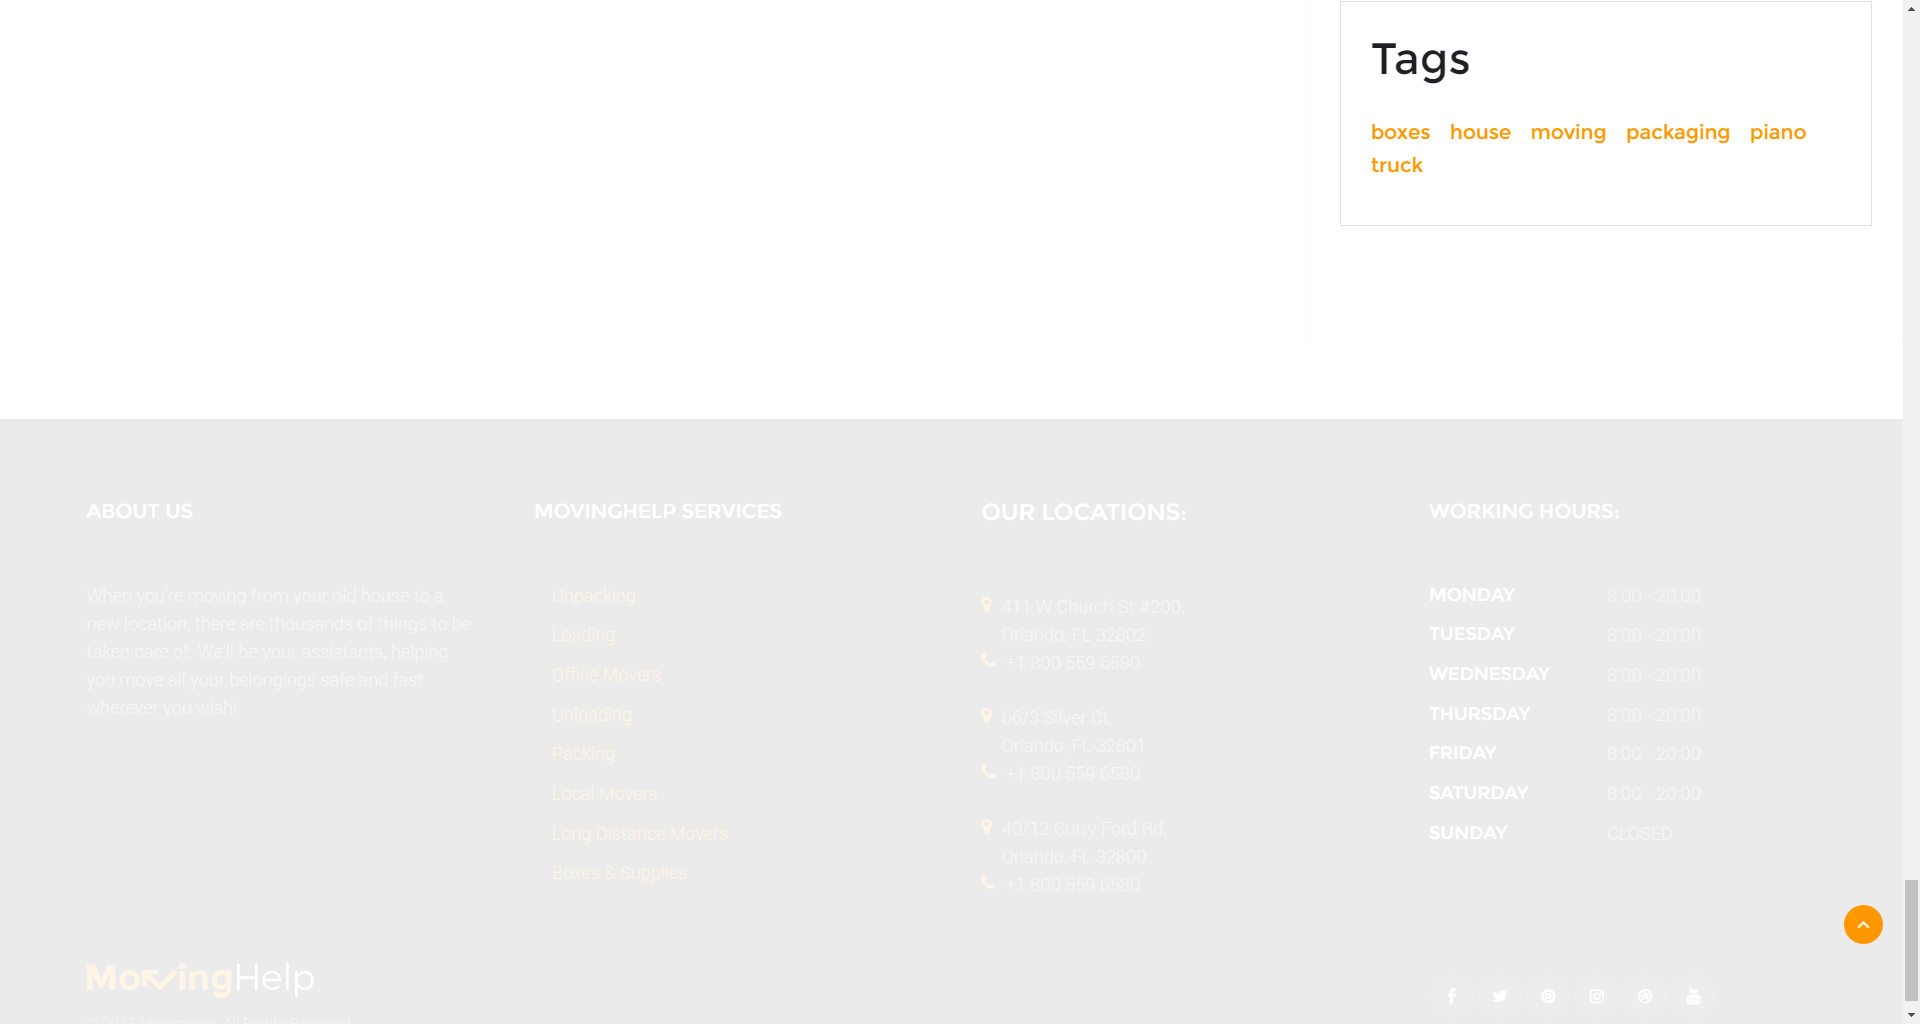 Tags
boxes house moving packaging piano
truck
ABOUT US
When you're moving from your old house to a
new location, there are thousands of things to be
taken care of. We'll be your assistants, helping
you move all your belongings safe and fast
wherever you wish!
MOVINGHELP SERVICES
Unpacking
Loading
Office Movers
Unloading
Packing
Local Movers
Long Distance Movers
Boxes & Supplies
OUR LOCATIONS:
411 W Church St #200,
Orlando, FL 32802
+1 800 559 6580
66/3 Silver Ct,
Orlando, FL 32801
+1 800 559 6580
40/12 Curry Ford Rd,
Orlando, FL 32800
+1 800 559 6580
WORKING HOURS:
MONDAY 8:00 - 20:00
TUESDAY 8:00 - 20:00
WEDNESDAY 8:00 - 20:00
THURSDAY 8:00 - 20:00
FRIDAY 8:00 - 20:00
SATURDAY 8:00 - 20:00
SUNDAY CLOSED
MovingHelp
© 2017 Movinghelp. All Rights Reserved